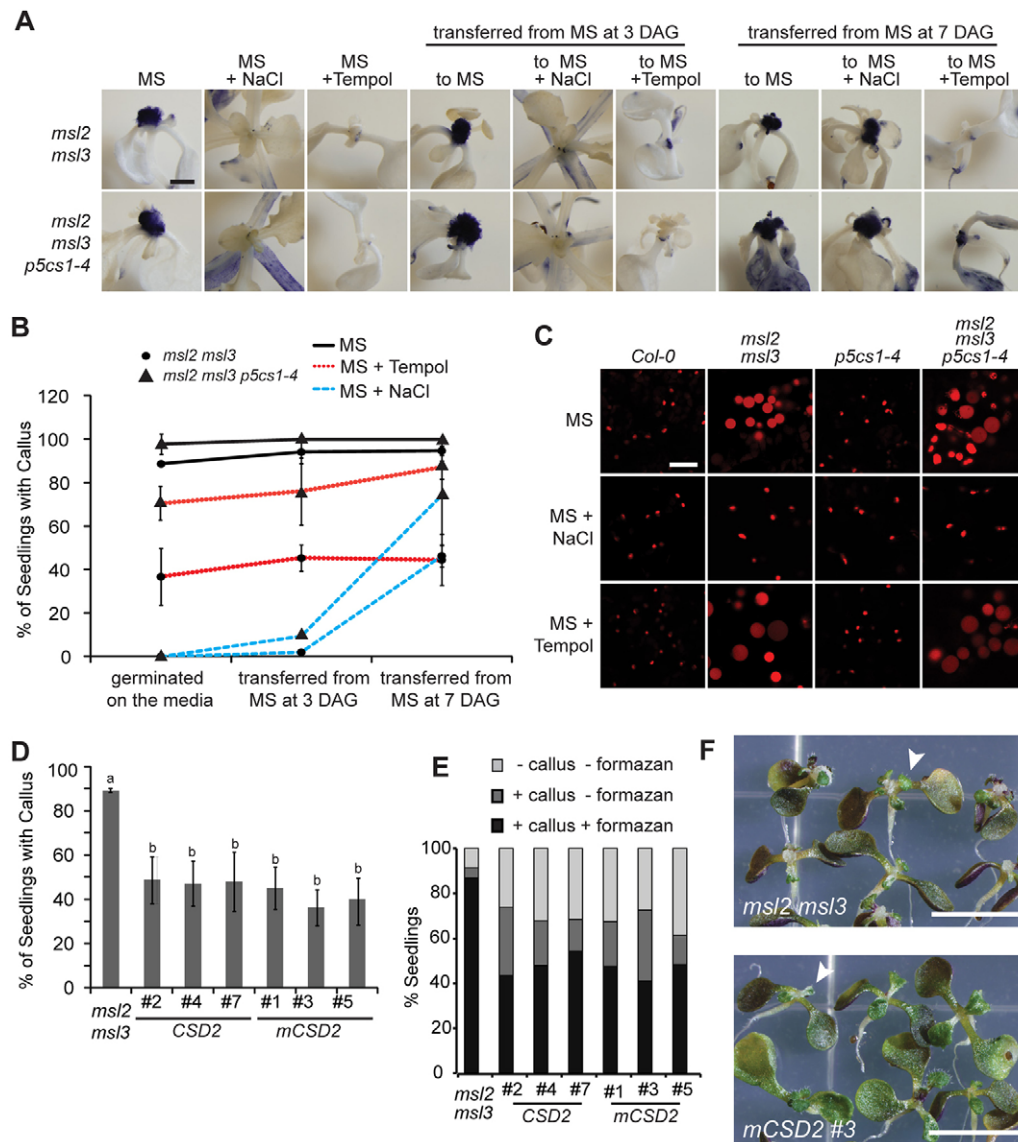 A
transferred from MS at 3 DAG
transferred from MS at 7 DAG
MS
MS
+ NaCl
MS
+Tempol
to MS
to MS
+ NaCl
to MS
+Tempol
to MS
to MS
+ NaCl
to MS
+Tempol
msl2
msl3
msl2
msl3
p5cs1-4
B
msl2 msl3
msl2 msl3 p5cs1-4
MS
MS + Tempol
MS + NaCl
% of Seedlings with Callus
120
100
80
60
40
20
0
germinated
on the media
transferred from
MS at 3 DAG
transferred from
MS at 7 DAG
C
Col-0
msl2
msl3
p5cs1-4
msl2
msl3
p5cs1-4
MS
MS +
NaCl
MS +
Tempol
D
% of Seedlings with Callus
100
80
60
40
20
0
a
b
b
b
b
b
b
msl2
msl3
#2
#4
#7
#1
#3
#5
CSD2
mCSD2
E
- callus - formazan
+ callus - formazan
+ callus + formazan
% Seedlings
100
80
60
40
20
0
msl2
msl3
#2
#4
#7
#1
#3
#5
CSD2
mCSD2
F
msl2 msl3
mCSD2 #3